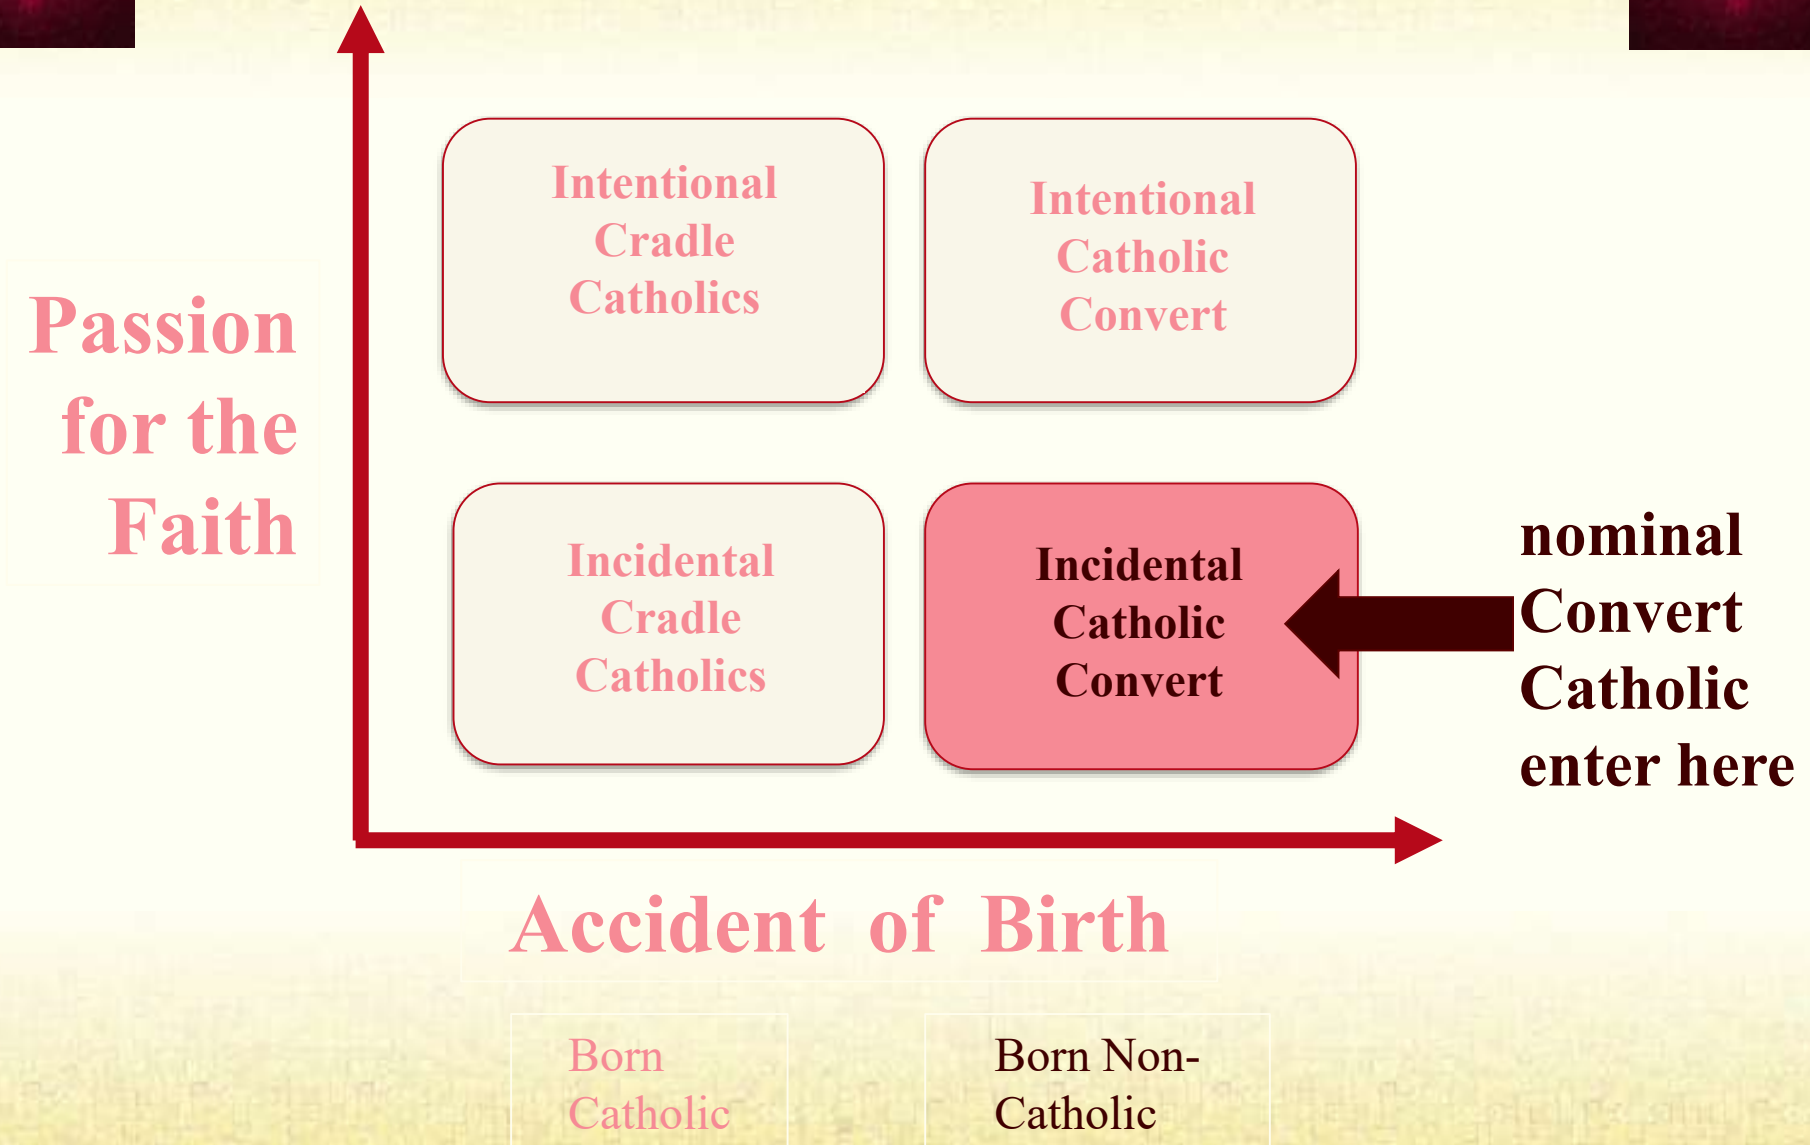 Intentional
Cradle
Catholics
Intentional
Catholic
Convert
Passion
for the
Faith
Incidental
Cradle
Catholics
Incidental
Catholic
Convert
nominal
Convert
Catholic
enter here
Accident of Birth
Born
Catholic
Born Non-
Catholic